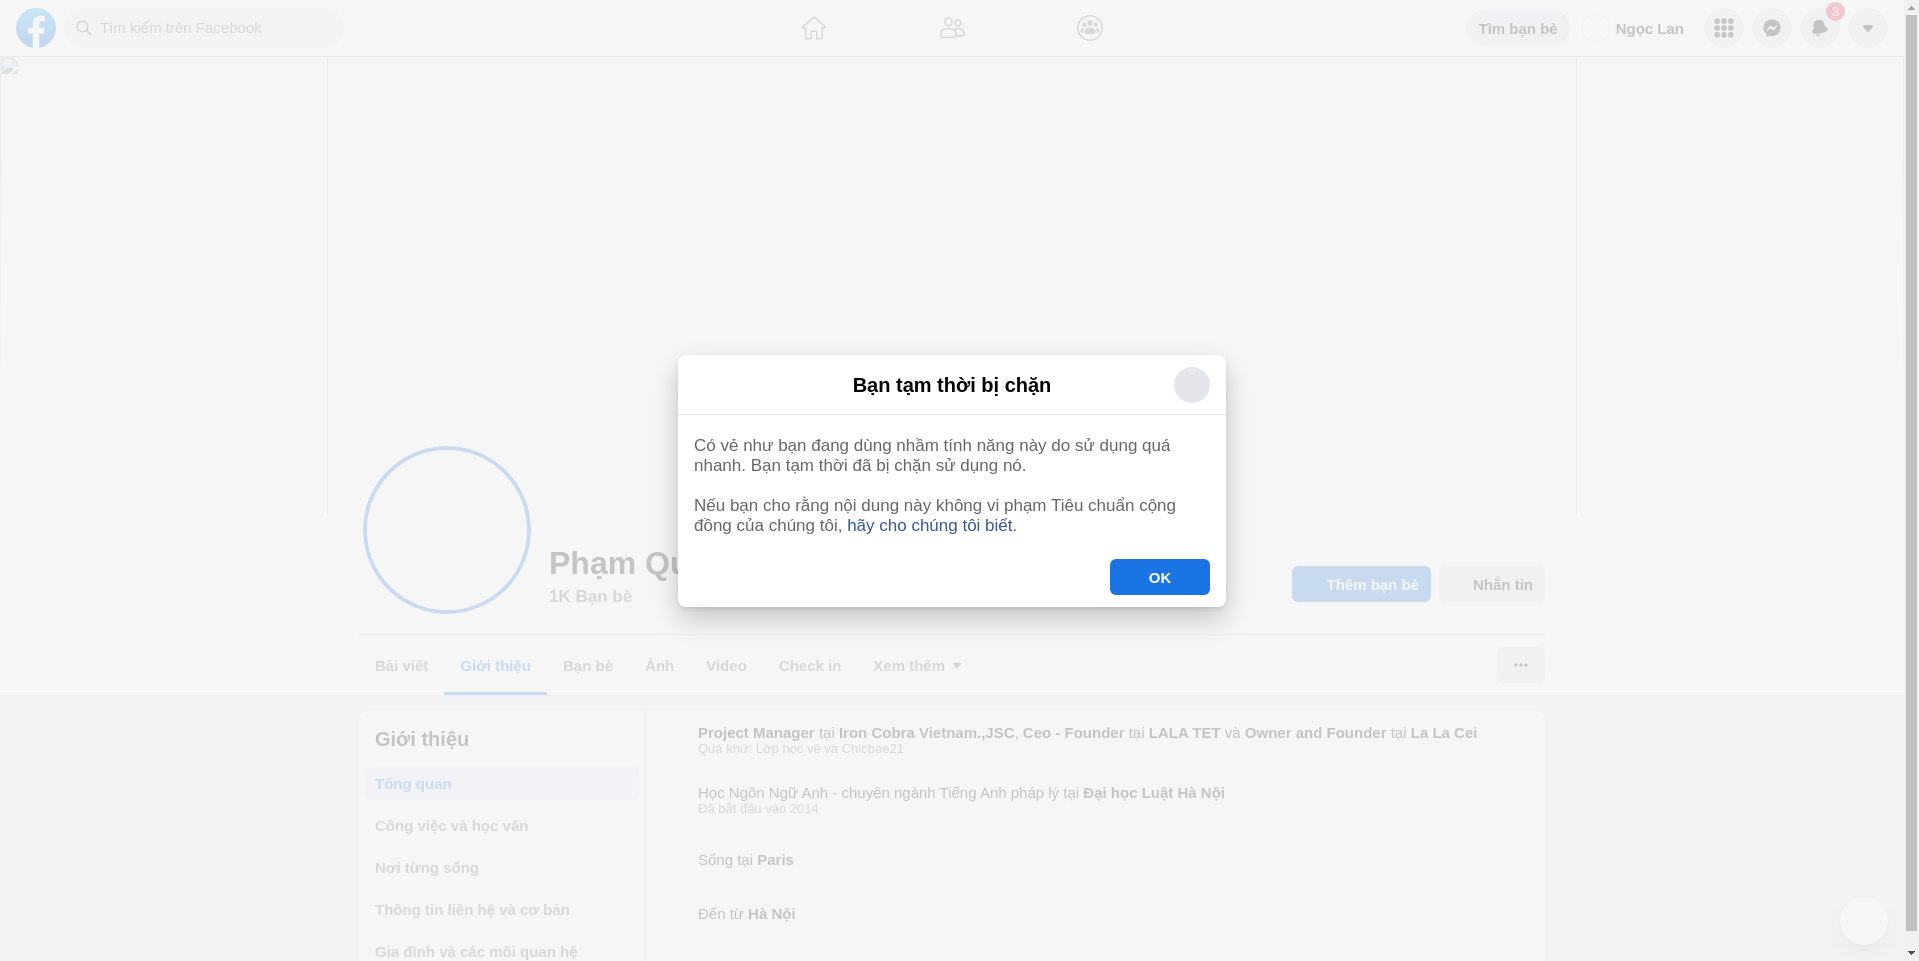 Tìm kiếm trên Facebook
Tìm bạn bè
Ngọc Lan
3
Bạn tạm thời bị chặn
Có vẻ như bạn đang dùng nhầm tính năng này do sử dụng quá
nhanh. Bạn tạm thời đã bị chặn sử dụng nó.
Nếu bạn cho rằng nội dung này không vi phạm Tiêu chuẩn cộng
đồng của chúng tôi, hãy cho chúng tôi biết.
OK
Phạm
1K Bạn bè
Thêm bạn bè
Nhắn tin
Bài viết
Giới thiệu
Bạn bè
Ảnh
Video
Check in
Xem thêm
Giới thiệu
Tổng quan
Công việc và học vấn
Nơi từng sống
Thông tin liên hệ và cơ bản
Gia đình và các mối quan hệ
Project Manager tại Iron Cobra Vietnam.,JSC, Ceo - Founder tại LALA TET và Owner and Founder tại La La Cei
Quá khứ: Lớp học vẽ và Chicbae21
Học Ngôn Ngữ Anh - chuyên ngành Tiếng Anh pháp lý tại Đại học Luật Hà Nội
Đã bắt đầu vào 2014
Sống tại Paris
Đến từ Hà Nội